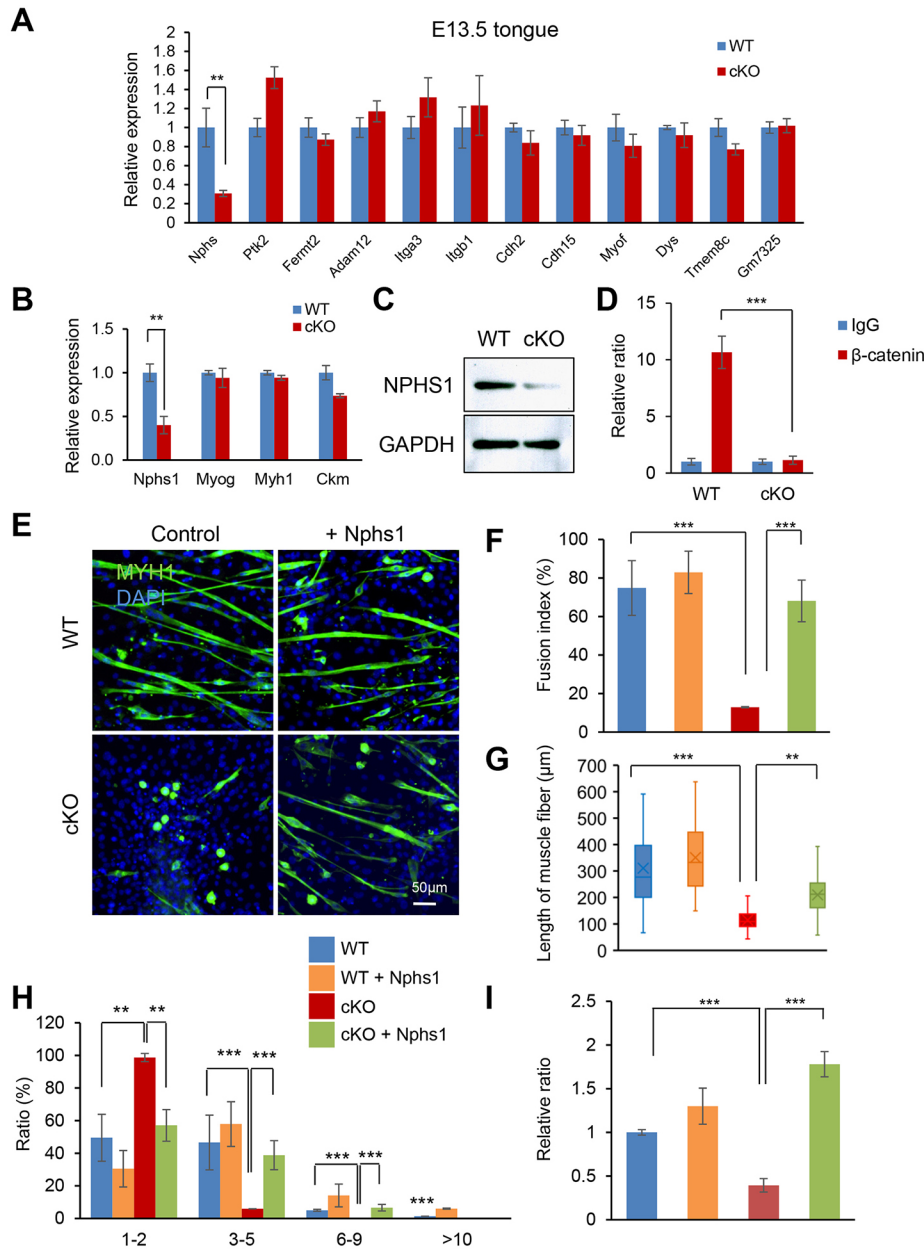 A
E13.5 tongue
WT
cKO
Relative expression
2
1.8
1.6
1.4
1.2
1
0.8
0.6
0.4
0.2
0
**
Nphs
Ptk2
Fermt2
Adam12
Itga3
Itgb1
Cdh2
Cdh15
Myof
Dys
Tmem8c
Gm7325
B
WT
cKO
Relative expression
1.5
1.0
0.5
0.0
**
Nphs1
Myog
Myh1
Ckm
C
WT cKO
NPHS1
GAPDH
D
Relative ratio
15
10
5
0
***
WT
cKO
IgG
β-catenin
E
Control
+ Nphs1
MYH1
DAPI
WT
cKO
50μm
F
Fusion index (%)
100
80
60
40
20
0
***
***
G
Length of muscle fiber (μm)
700
600
500
400
300
200
100
0
***
**
WT
WT + Nphs1
cKO
cKO + Nphs1
H
Ratio (%)
120
100
80
60
40
20
0
**
**
***
***
***
***
***
1-2
3-5
6-9
>10
I
Relative ratio
2.5
2
1.5
1
0.5
0
***
***